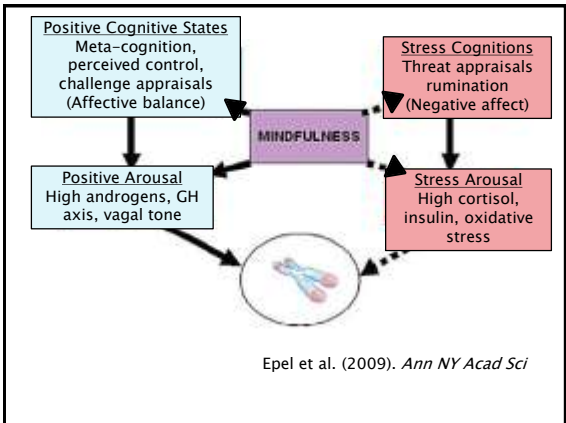 Positive Cognitive States
Meta-cognition,
perceived control,
challenge appraisals
(Affective balance)
Stress Cognitions
Threat appraisals
rumination
(Negative affect)
MINDFULNESS
Positive Arousal
High androgens, GH
axis, vagal tone
Stress Arousal
High cortisol,
insulin, oxidative
stress
Epel et al. (2009). Ann NY Acad Sci